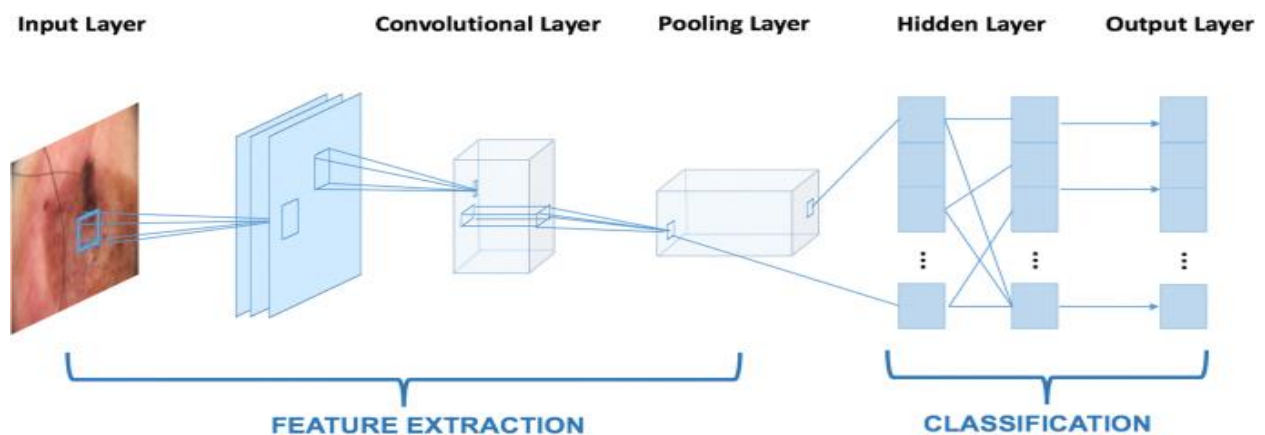 Input Layer
Convolutional Layer
Pooling Layer
Hidden Layer
Output Layer
FEATURE EXTRACTION
CLASSIFICATION